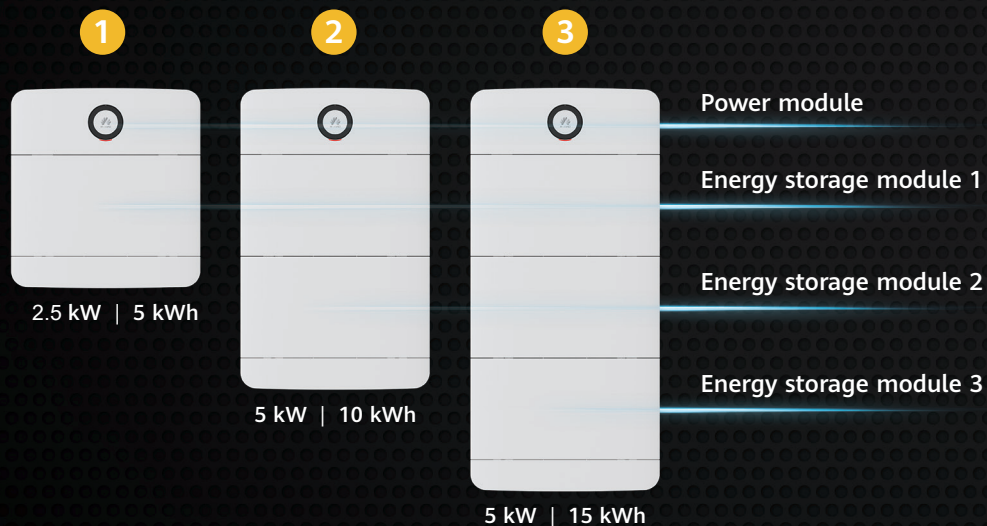 1
2
3
Power module
Energy storage module 1
Energy storage module 2
Energy storage module 3
2.5 kW | 5 kWh
5 kW | 10 kWh
5 kW | 15 kWh